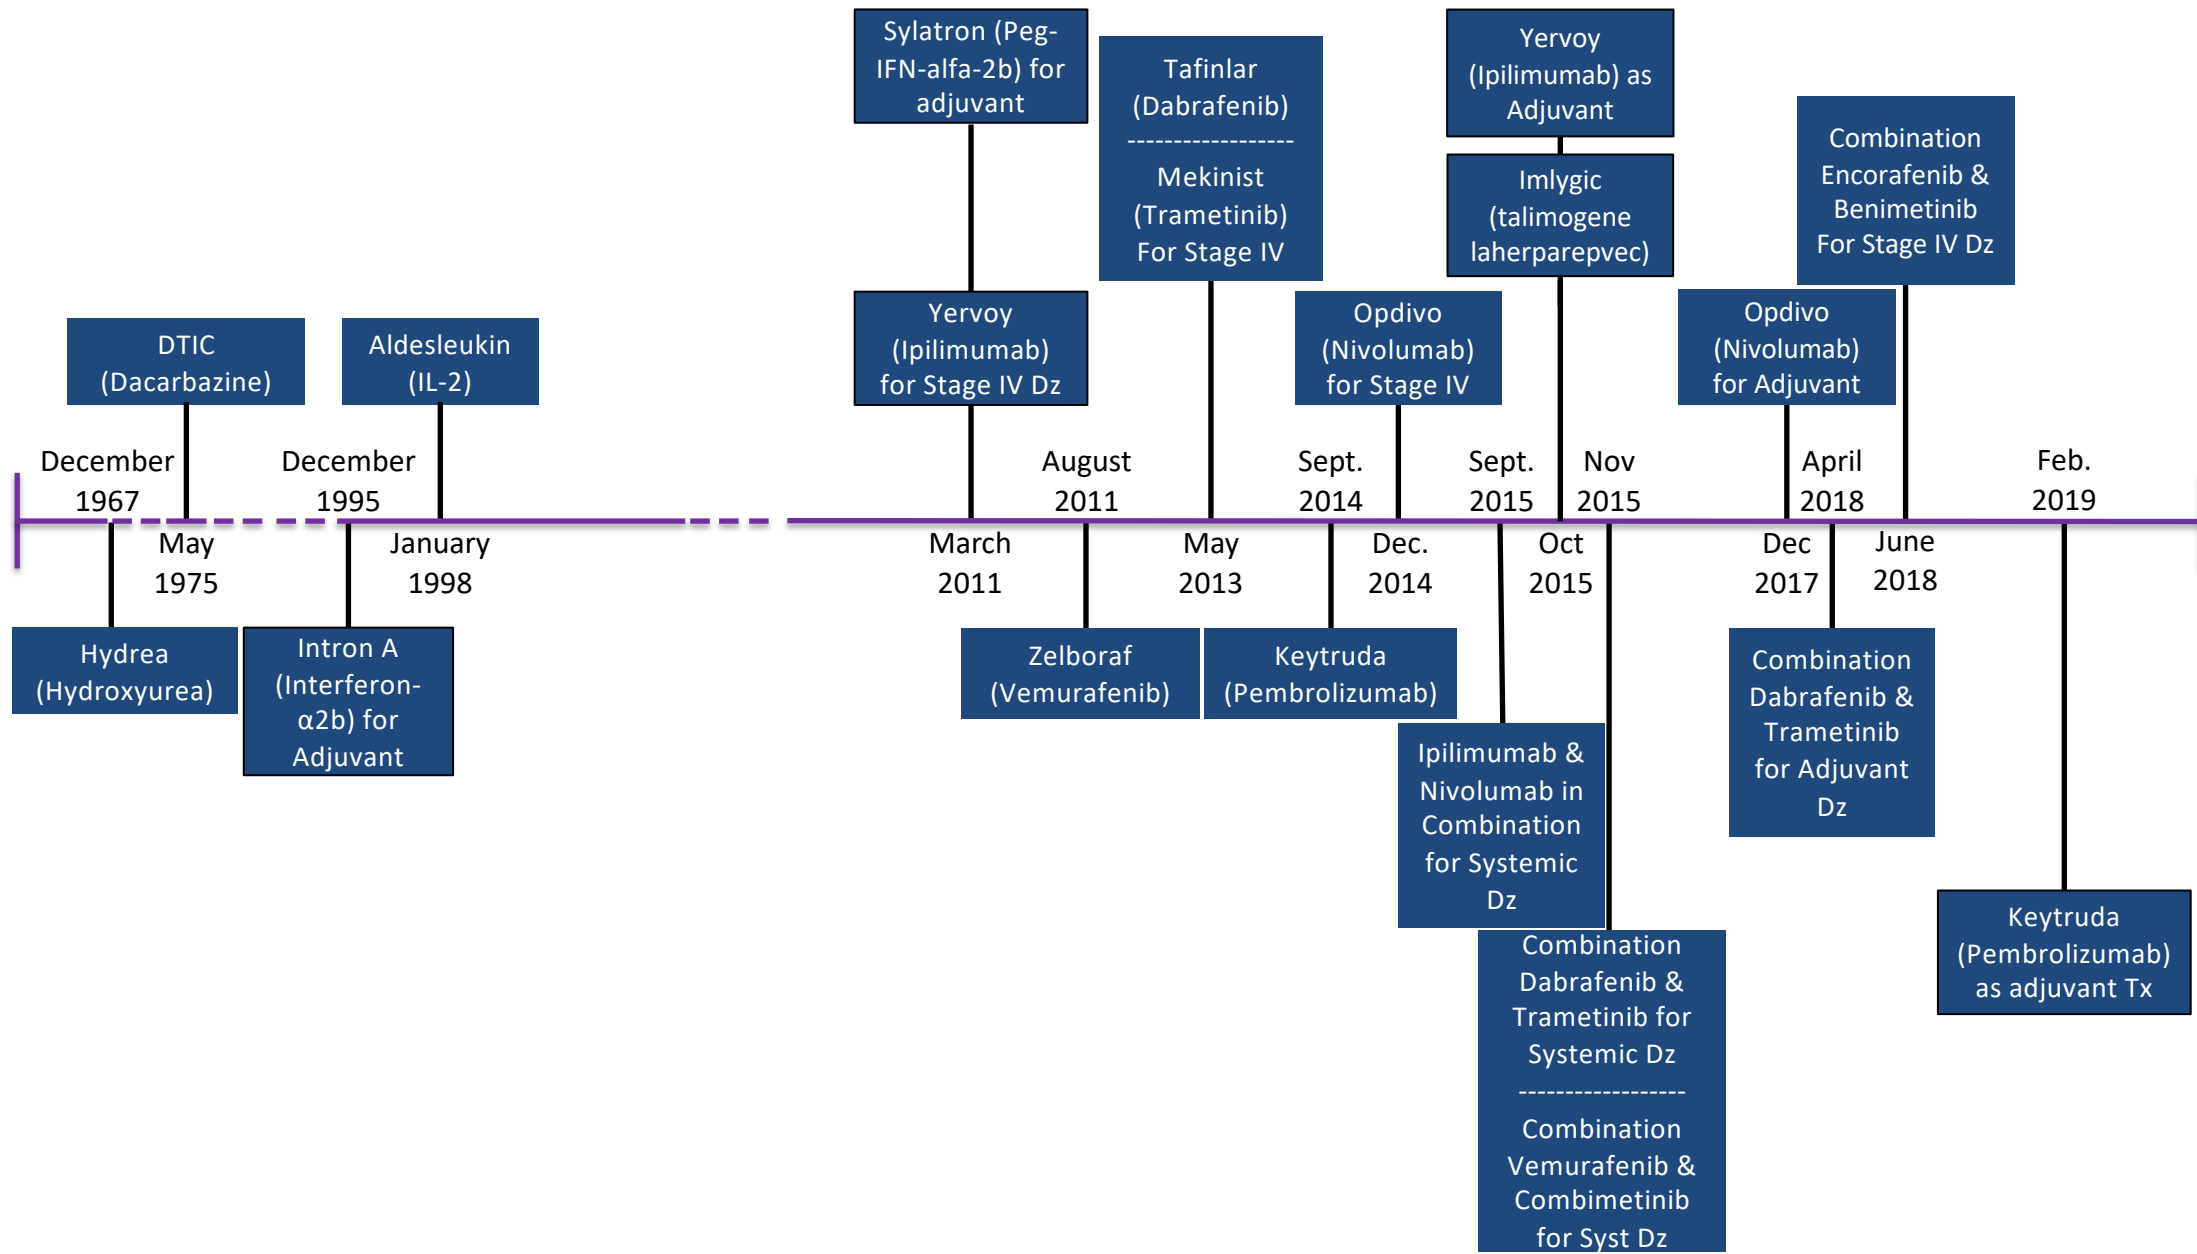 Sylatron (Peg-
IFN-alfa-2b) for
adjuvant
Yervoy
(Ipilimumab)
for Stage IV Dz
Tafinlar
(Dabrafenib)
-------------------
Mekinist
(Trametinib)
For Stage IV
Yervoy
(Ipilimumab) as
Adjuvant
Imlygic
(talimogene
laherparepvec)
Combination
Encorafenib &
Benimetinib
For Stage IV Dz
DTIC
(Dacarbazine)
Aldesleukin
(IL-2)
Opdivo
(Nivolumab)
for Stage IV
Opdivo
(Nivolumab)
for Adjuvant
December
1967
December
1995
August
2011
Sept.
2014
Sept.
2015
Nov
2015
April
2018
Feb.
2019
May
1975
January
1998
March
2011
May
2013
Dec.
2014
Oct
2015
Dec
2017
June
2018
Hydrea
(Hydroxyurea)
Intron A
(Interferon-
α2b) for
Adjuvant
Zelboraf
(Vemurafenib)
Keytruda
(Pembrolizumab)
Ipilimumab &
Nivolumab in
Combination
for Systemic
Dz
Combination
Dabrafenib &
Trametinib for
Systemic Dz
-------------------
Combination
Vemurafenib &
Combimetinib
for Syst Dz
Combination
Dabrafenib &
Trametinib
for Adjuvant
Dz
Keytruda
(Pembrolizumab)
as adjuvant Tx